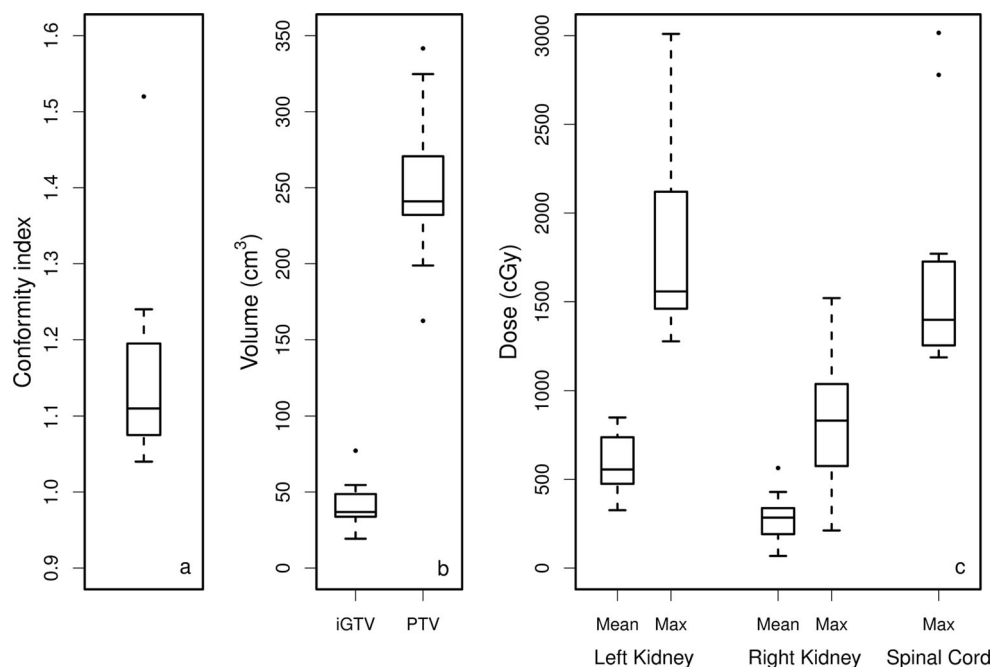 Conformity index
1.6
1.5
1.4
1.3
1.2
1.1
1.0
0.9
a
Volume (cm³)
350
300
250
200
150
100
50
0
b
iGTV PTV
Dose (cGy)
3000
2500
2000
1500
1000
500
0
c
Mean Max Mean Max Max
Left Kidney Right Kidney Spinal Cord